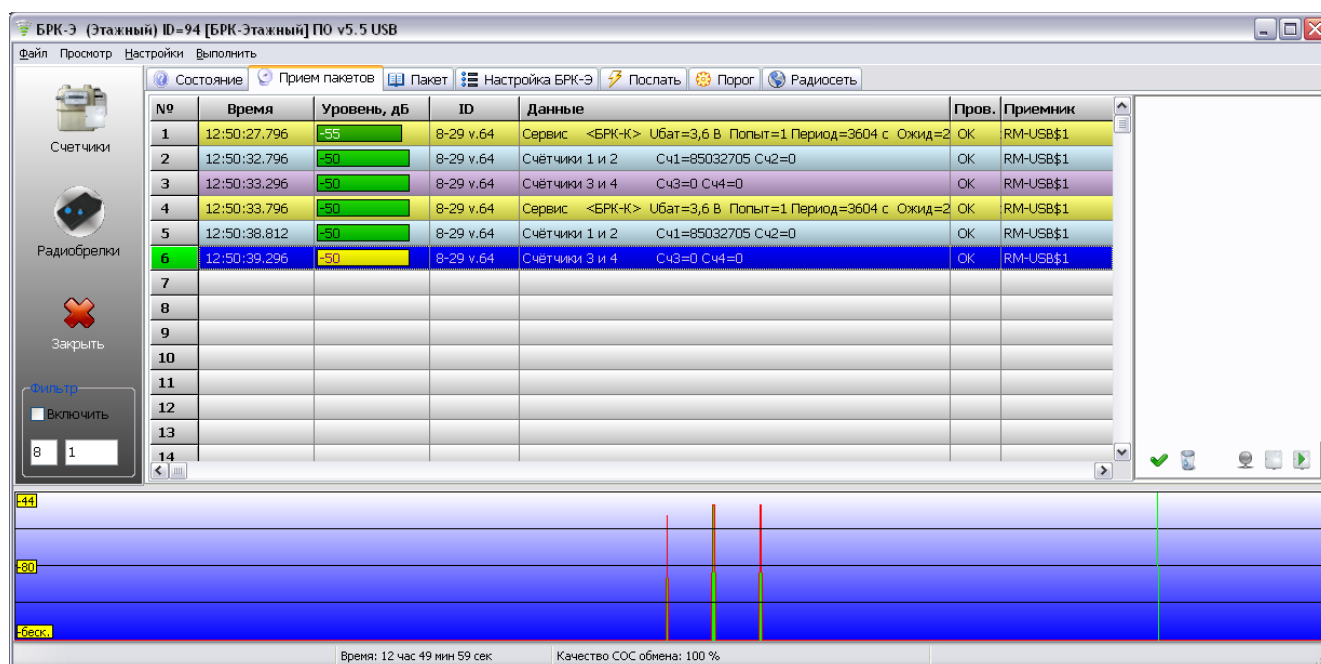 БРК-Э (Этажный) ID=94 [БРК-Этажный] ПО v5.5 USB
Файл Просмотр Настройки Выполнить
Состояние Прием пакетов Пакет Настройка БРК-Э Послать Порог Радиосеть
Счетчики
Радиобрелки
Закрыть
Фильтр
Включить
8 1
№ Время Уровень, дБ ID Данные Пров. Приемник
1 12:50:27.796 -55 8-29 v.64 Сервис <БРК-К> Uбат=3,6 В Попыт=1 Период=3604 с Ожид=2 OK RM-USB$1
2 12:50:32.796 -50 8-29 v.64 Счётчики 1 и 2 Сч1=85032705 Сч2=0 OK RM-USB$1
3 12:50:33.296 -50 8-29 v.64 Счётчики 3 и 4 Сч3=0 Сч4=0 OK RM-USB$1
4 12:50:33.796 -50 8-29 v.64 Сервис <БРК-К> Uбат=3,6 В Попыт=1 Период=3604 с Ожид=2 OK RM-USB$1
5 12:50:38.812 -50 8-29 v.64 Счётчики 1 и 2 Сч1=85032705 Сч2=0 OK RM-USB$1
6 12:50:39.296 -50 8-29 v.64 Счётчики 3 и 4 Сч3=0 Сч4=0 OK RM-USB$1
7
8
9
10
11
12
13
14
-44
-80
-беск.
Время: 12 час 49 мин 59 сек Качество СОС обмена: 100 %